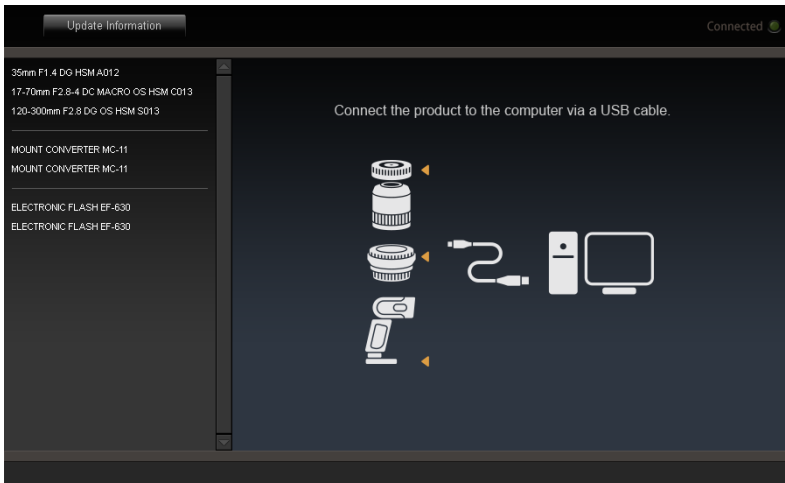 Update Information
Connected
35mm F1.4 DG HSM A012
17-70mm F2.8-4 DC MACRO OS HSM C013
120-300mm F2.8 DG OS HSM S013
MOUNT CONVERTER MC-11
MOUNT CONVERTER MC-11
ELECTRONIC FLASH EF-630
ELECTRONIC FLASH EF-630
Connect the product to the computer via a USB cable.